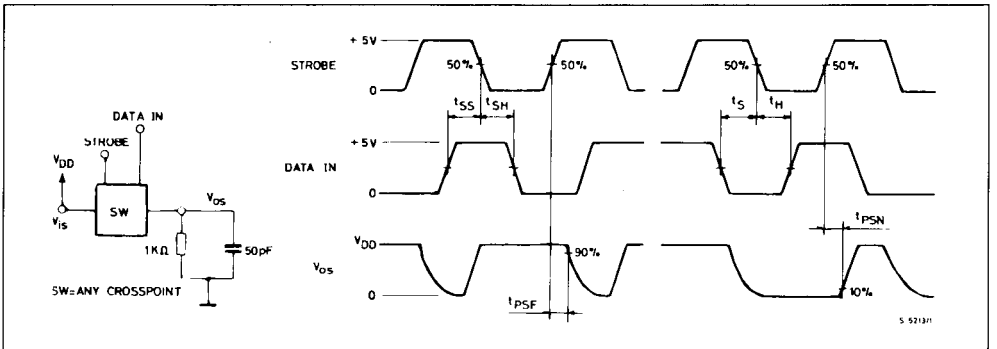 DATA IN
STROBE
V_DD
SW
V_is
V_os
1KΩ
50pF
SW=ANY CROSSPOINT
STROBE
+ 5V
0
50%
50%
50%
50%
t_SS
t_SH
t_S
t_H
DATA IN
+ 5V
0
V_os
V_DD
0
90%
t_PSF
t_PSN
10%
S 5213/1